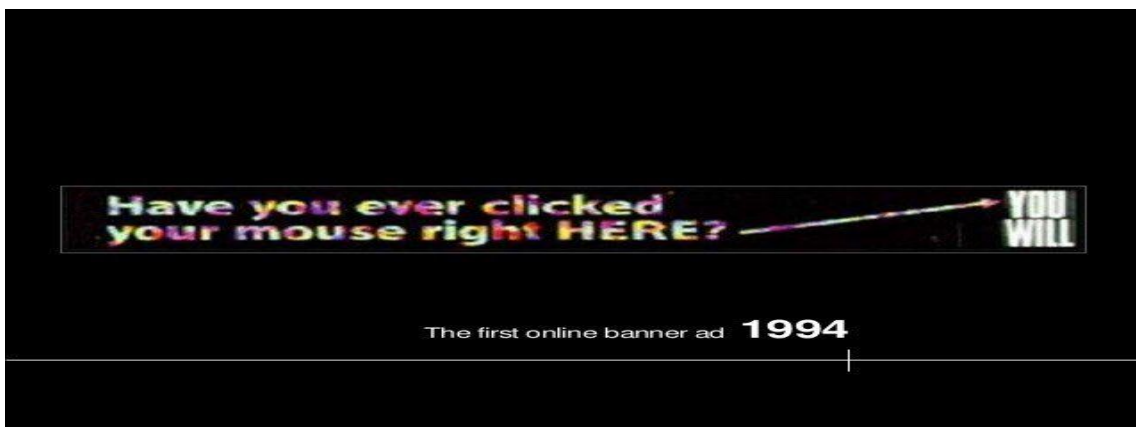 Have you ever clicked
your mouse right HERE?
YOU
WILL
The first online banner ad 1994